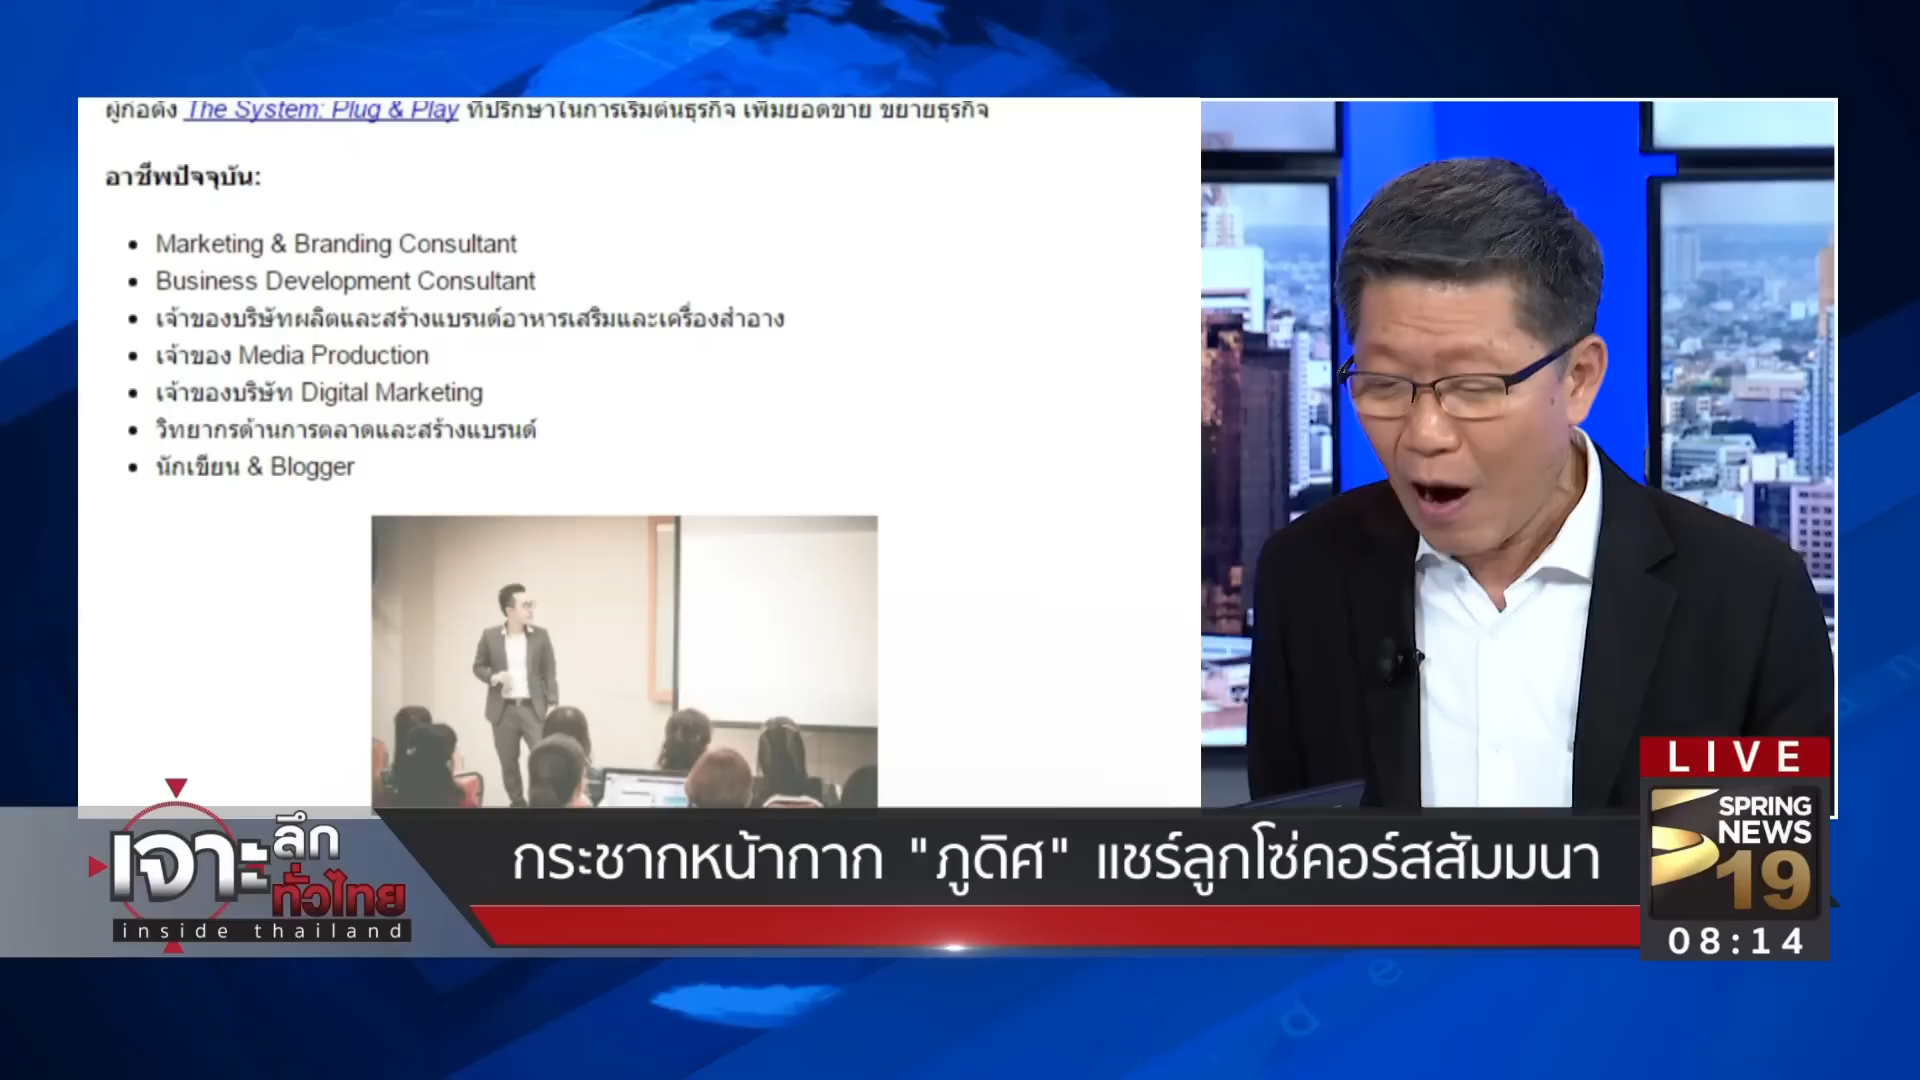 ผู้ก่อตั้ง The System: Plug & Play ที่ปรึกษาในการเริ่มต้นธุรกิจ เพิ่มยอดขาย ขยายธุรกิจ
อาชีพปัจจุบัน:
Marketing & Branding Consultant
Business Development Consultant
เจ้าของบริษัทผลิตและสร้างแบรนด์อาหารเสริมและเครื่องสำอาง
เจ้าของ Media Production
เจ้าของบริษัท Digital Marketing
วิทยากรด้านการตลาดและสร้างแบรนด์
นักเขียน & Blogger
เจาะลึกทั่วไทย
inside thailand
กระชากหน้ากาก "ภูดิศ" แชร์ลูกโซ่คอร์สสัมมนา
LIVE
SPRING
NEWS
19
08:14